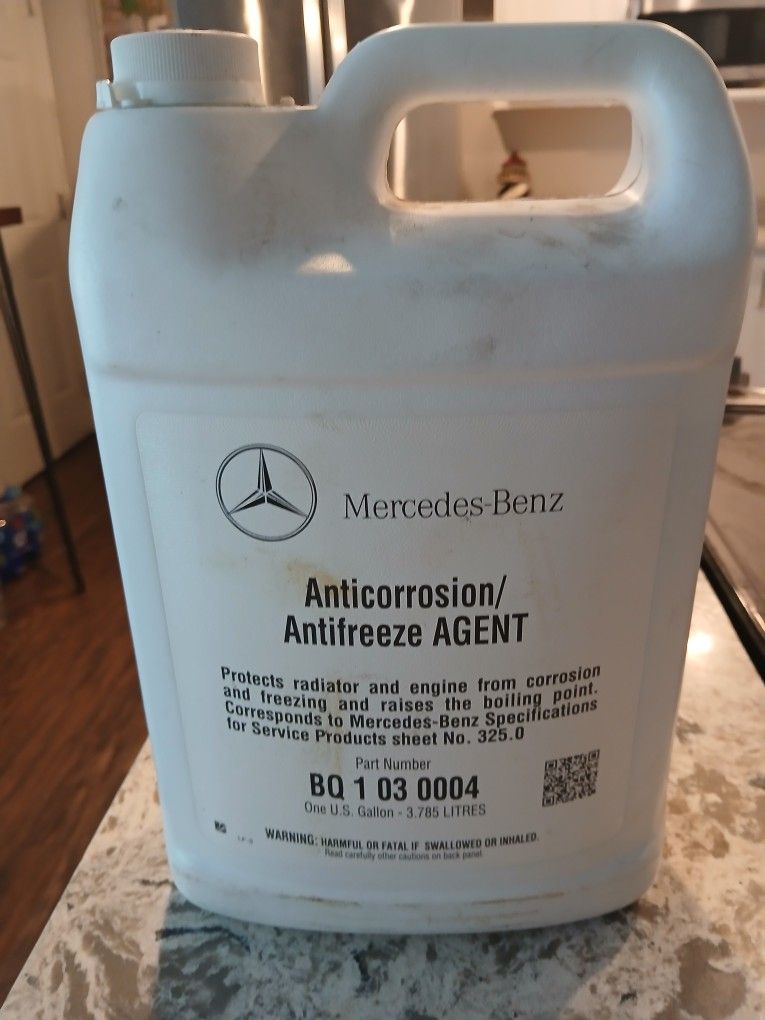 Mercedes-Benz
Anticorrosion/
Antifreeze AGENT
Protects radiator and engine from corrosion
and freezing and raises the boiling point.
Corresponds to Mercedes-Benz Specifications
for Service Products sheet No. 325.0
Part Number
BQ 1 03 0004
One U.S. Gallon - 3.785 LITRES
WARNING: HARMFUL OR FATAL IF SWALLOWED OR INHALED.
Read carefully other cautions on back panel